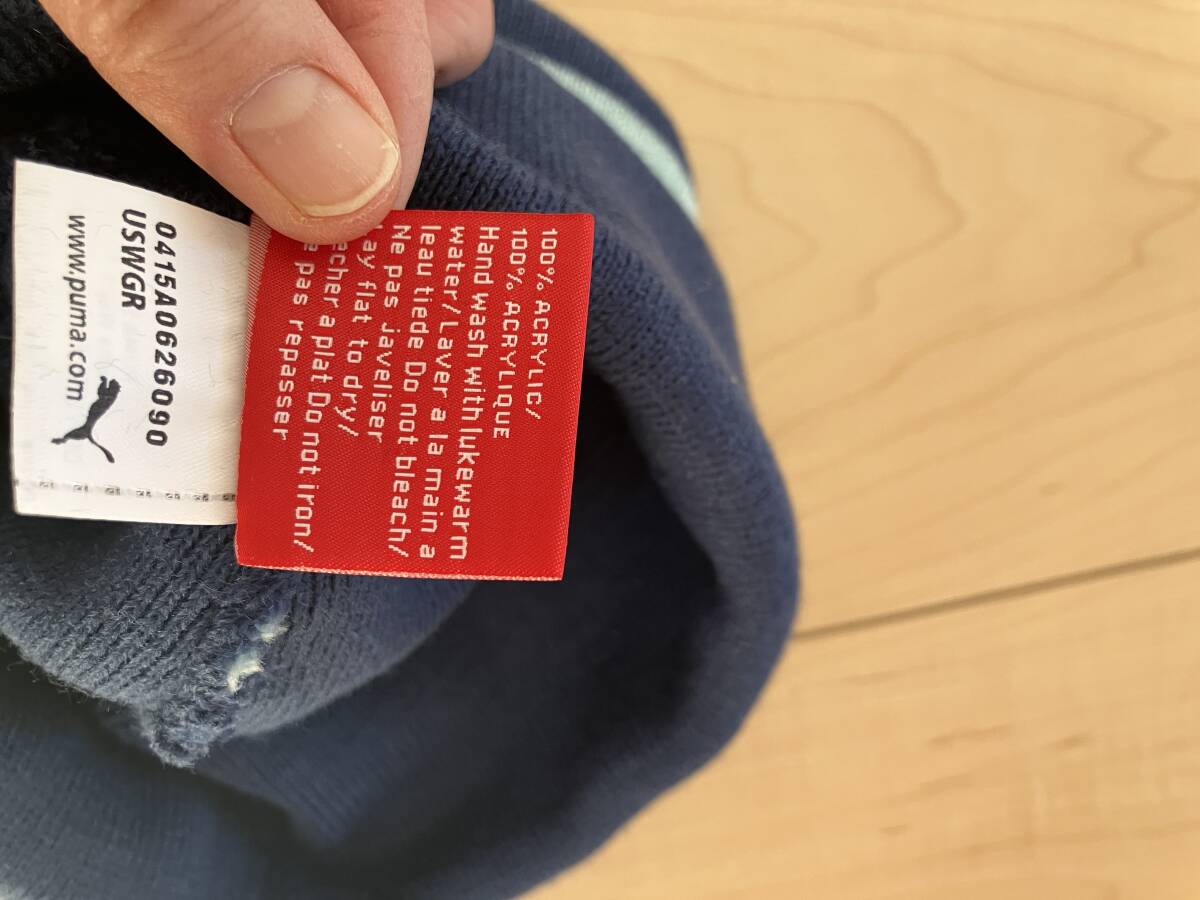 100% ACRYLIC/
100% ACRYLIQUE
Hand wash with lukewarm
water/Laver a la main a
leau tiede Do not bleach/
Ne pas javeliser
to dry/
a plat Do not iron/
pas repasser
0415A0626090
USWGR
www.puma.com